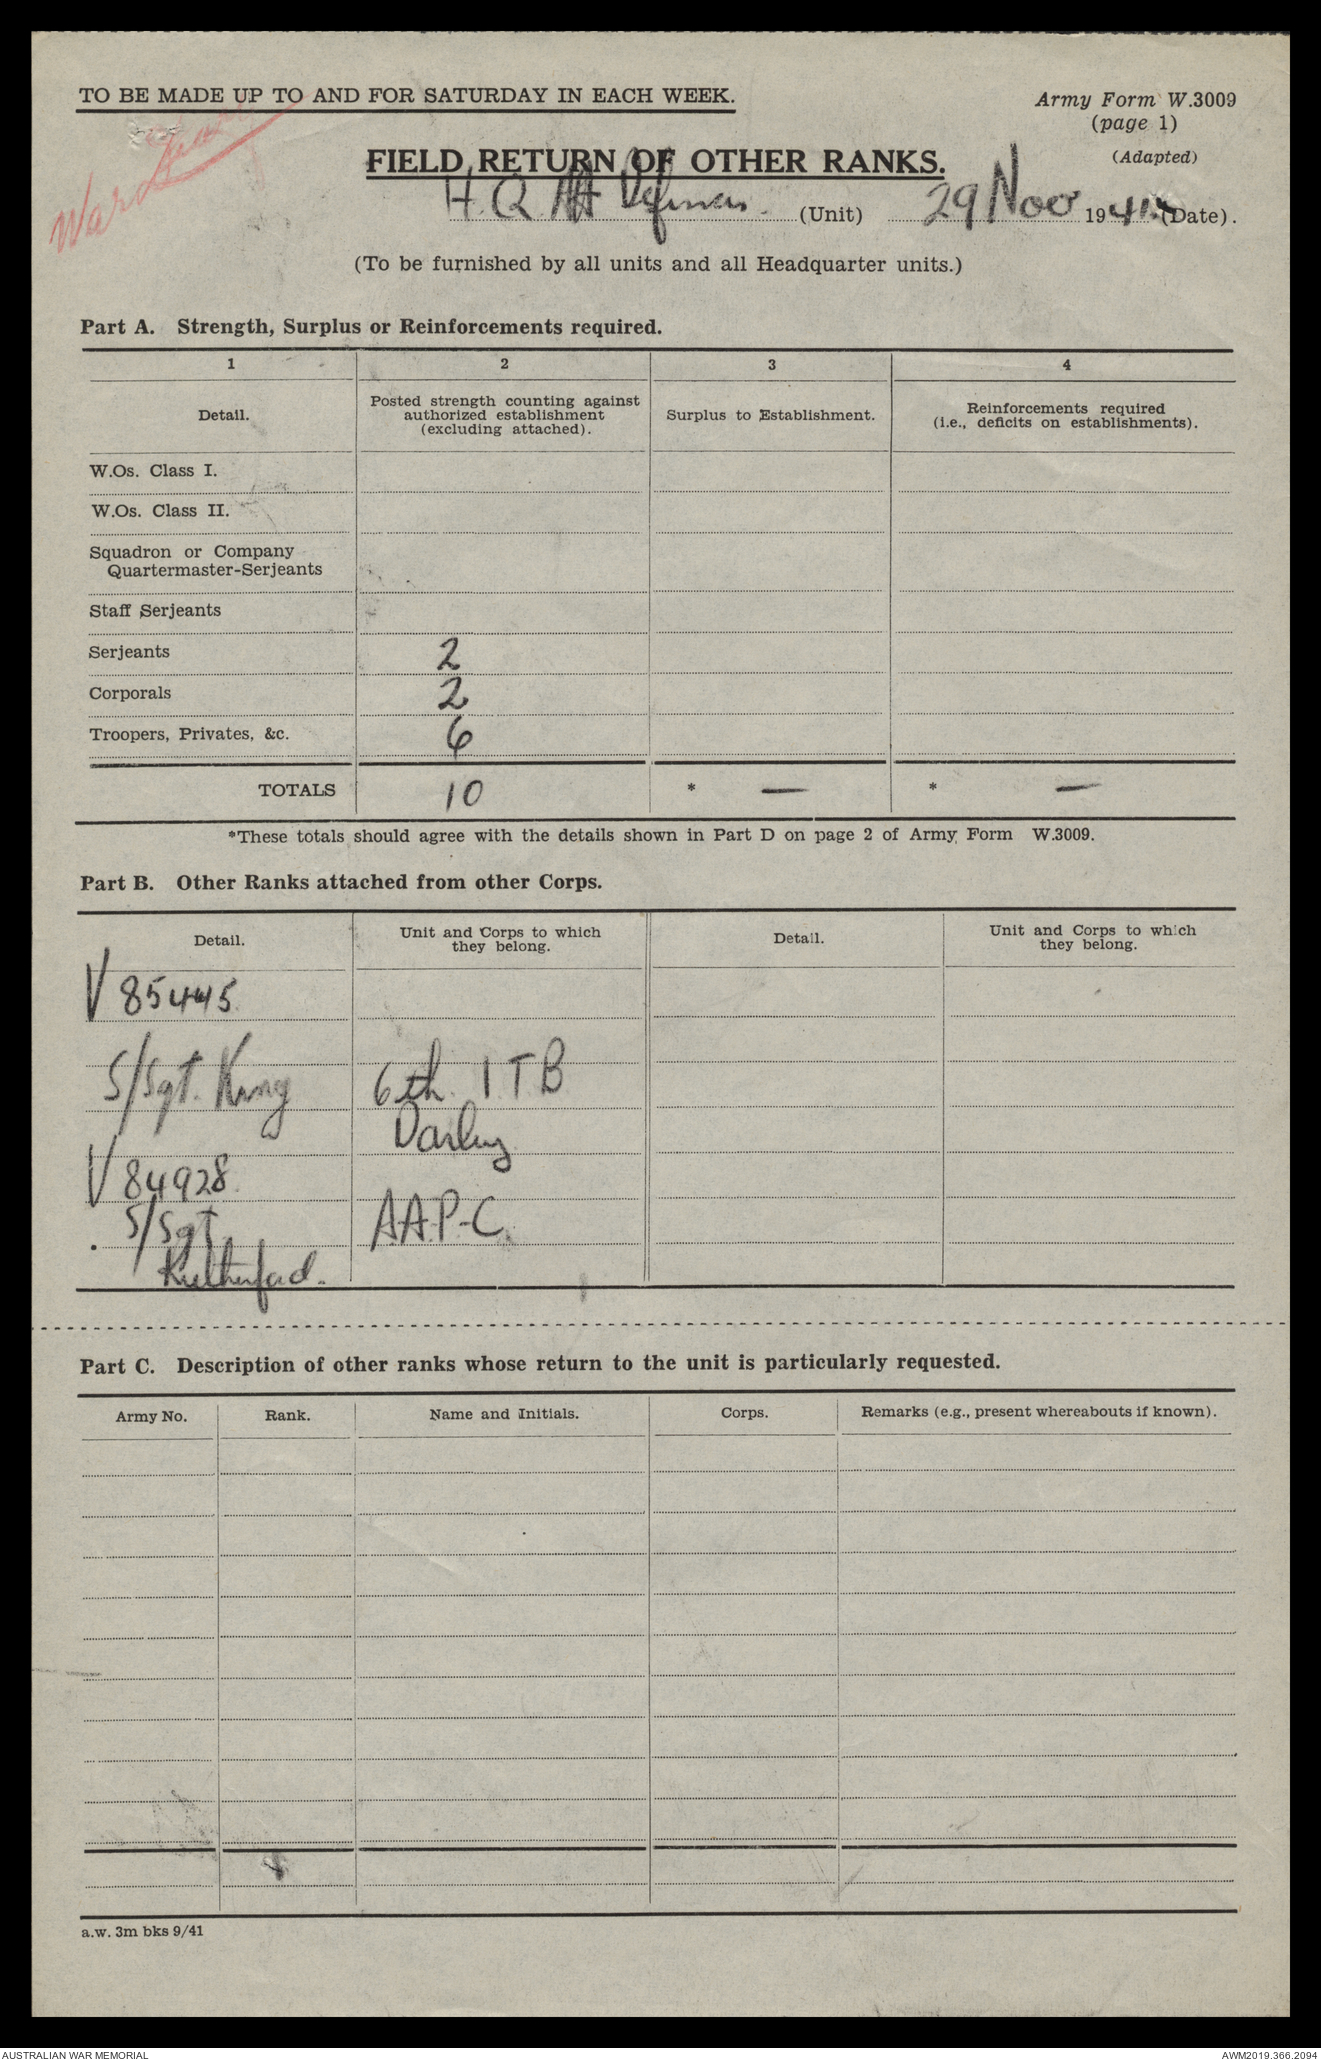 TO BE MADE UP TO AND FOR SATURDAY IN EACH WEEK.
Army Form W.3009
(page 1)
(Adapted)
War Diary
FIELD RETURN OF OTHER RANKS.
H.Q. AA Defences. (Unit) 29 Nov 1941 (Date).
(To be furnished by all units and all Headquarter units.)
Part A. Strength, Surplus or Reinforcements required.
1 2 3 4
Detail. Posted strength counting against authorized establishment (excluding attached). Surplus to Establishment. Reinforcements required (i.e., deficits on establishments).
W.Os. Class I.
W.Os. Class II.
Squadron or Company
Quartermaster-Serjeants
Staff Serjeants
Serjeants 2
Corporals 2
Troopers, Privates, &c. 6
TOTALS 10 * — * —
*These totals should agree with the details shown in Part D on page 2 of Army Form W.3009.
Part B. Other Ranks attached from other Corps.
Detail. Unit and Corps to which they belong. Detail. Unit and Corps to which they belong.
V 85445
S/Sgt. King 6th. ITB
Darley
V 84928
S/Sgt A.A.P.C.
Rutherford.
Part C. Description of other ranks whose return to the unit is particularly requested.
Army No. Rank. Name and Initials. Corps. Remarks (e.g., present whereabouts if known).
a.w. 3m bks 9/41
AUSTRALIAN WAR MEMORIAL AWM2019.366.2094